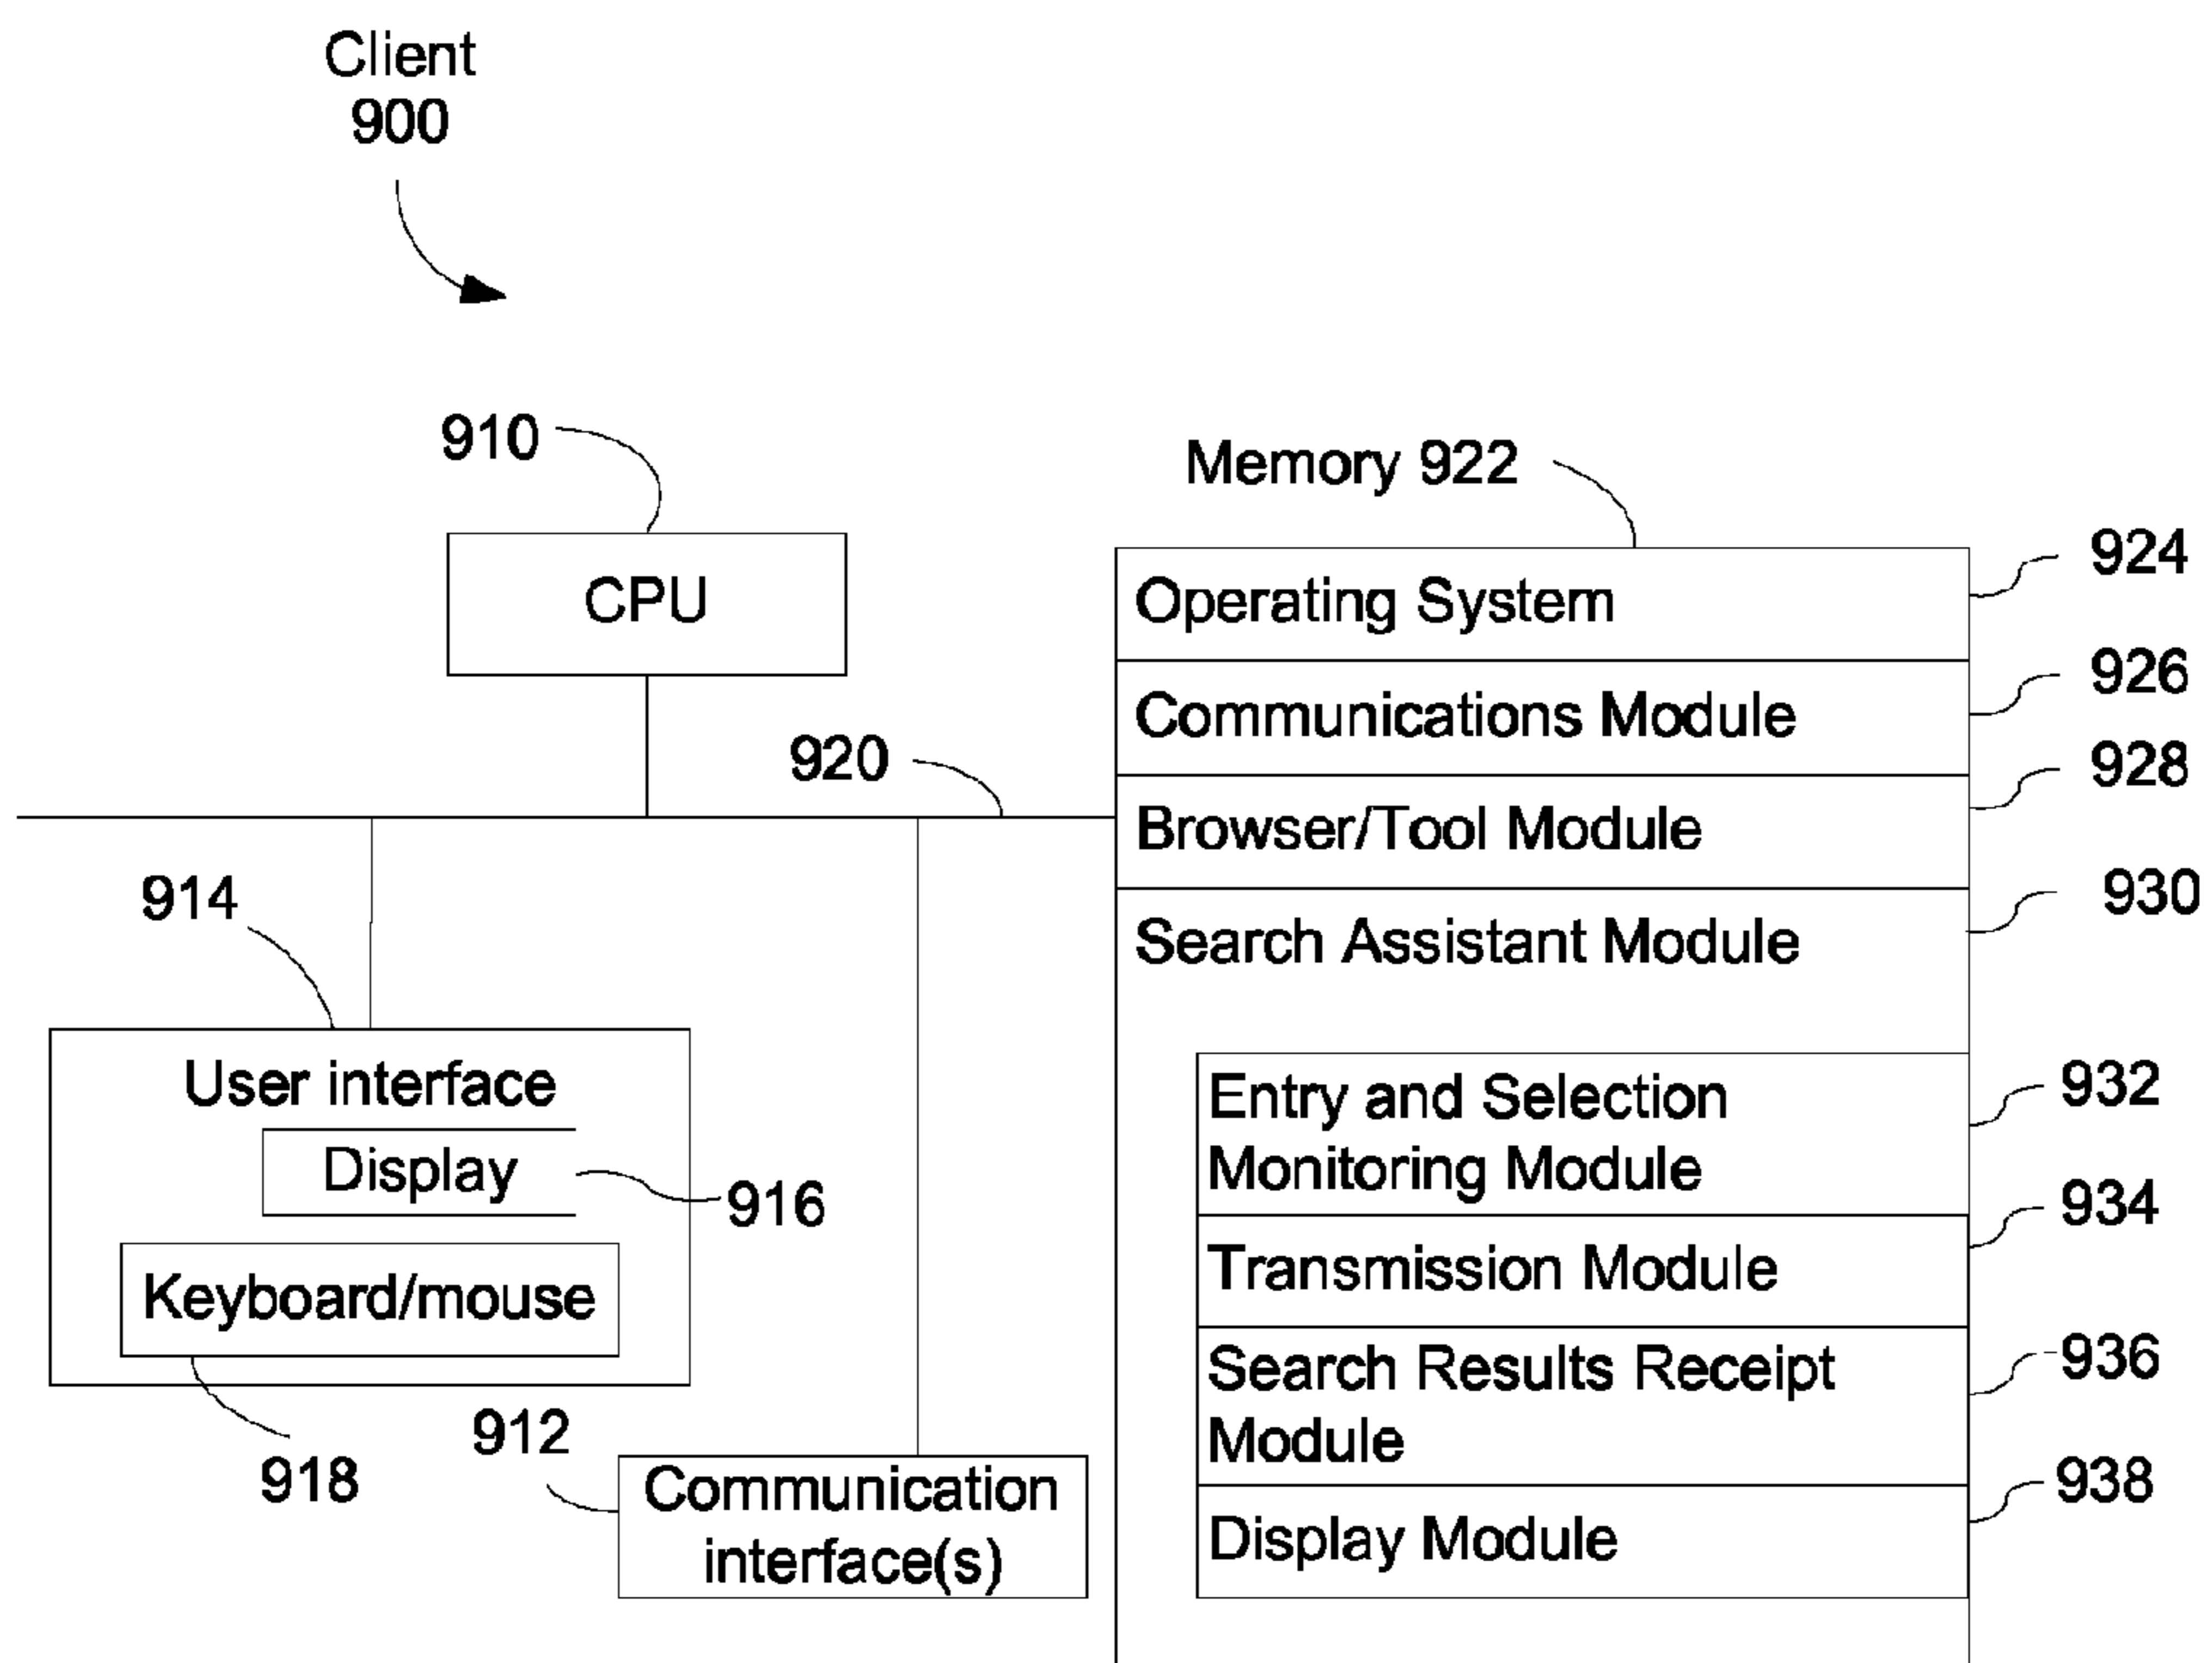 Client
900
910
CPU
920
914
User interface
Display
916
Keyboard/mouse
918
912
Communication
interface(s)
Memory 922
Operating System
924
Communications Module
926
Browser/Tool Module
928
Search Assistant Module
930
Entry and Selection
Monitoring Module
932
Transmission Module
934
Search Results Receipt
Module
936
Display Module
938